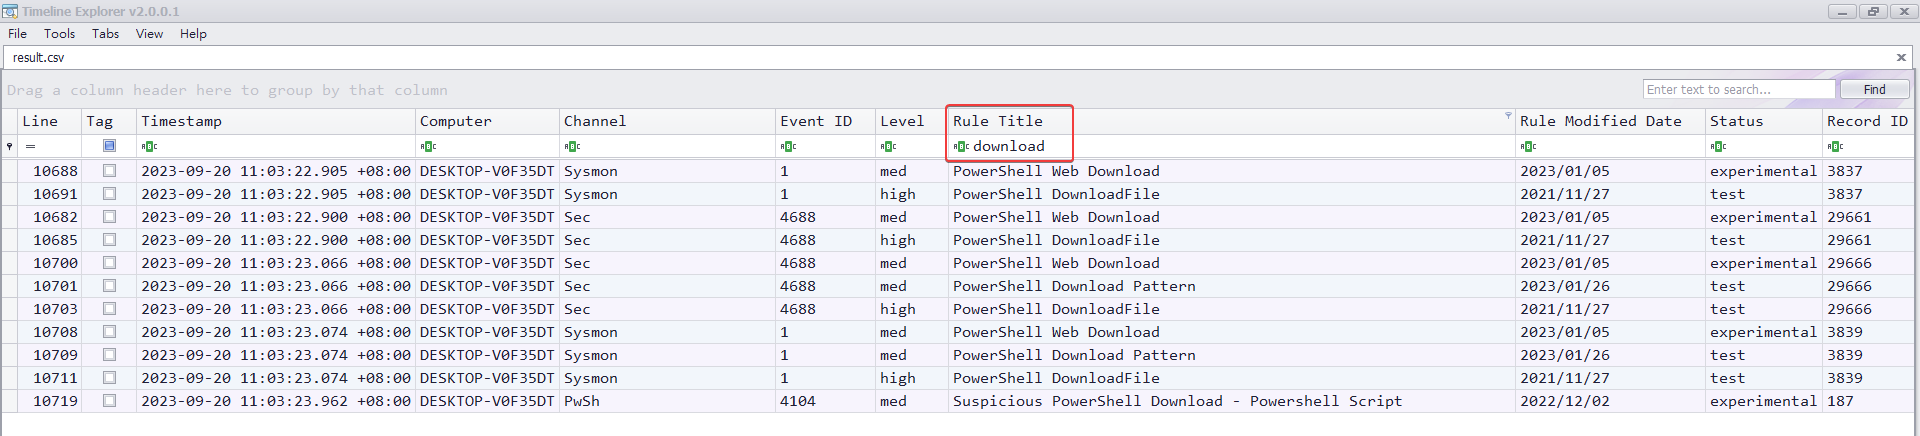 Timeline Explorer v2.0.0.1
File Tools Tabs View Help
result.csv
Drag a column header here to group by that column
Enter text to search... Find
Line Tag Timestamp Computer Channel Event ID Level Rule Title Rule Modified Date Status Record ID
= ABC ABC ABC ABC ABC ABC download ABC ABC ABC
10688 2023-09-20 11:03:22.905 +08:00 DESKTOP-V0F35DT Sysmon 1 med PowerShell Web Download 2023/01/05 experimental 3837
10691 2023-09-20 11:03:22.905 +08:00 DESKTOP-V0F35DT Sysmon 1 high PowerShell DownloadFile 2021/11/27 test 3837
10682 2023-09-20 11:03:22.900 +08:00 DESKTOP-V0F35DT Sec 4688 med PowerShell Web Download 2023/01/05 experimental 29661
10685 2023-09-20 11:03:22.900 +08:00 DESKTOP-V0F35DT Sec 4688 high PowerShell DownloadFile 2021/11/27 test 29661
10700 2023-09-20 11:03:23.066 +08:00 DESKTOP-V0F35DT Sec 4688 med PowerShell Web Download 2023/01/05 experimental 29666
10701 2023-09-20 11:03:23.066 +08:00 DESKTOP-V0F35DT Sec 4688 med PowerShell Download Pattern 2023/01/26 test 29666
10703 2023-09-20 11:03:23.066 +08:00 DESKTOP-V0F35DT Sec 4688 high PowerShell DownloadFile 2021/11/27 test 29666
10708 2023-09-20 11:03:23.074 +08:00 DESKTOP-V0F35DT Sysmon 1 med PowerShell Web Download 2023/01/05 experimental 3839
10709 2023-09-20 11:03:23.074 +08:00 DESKTOP-V0F35DT Sysmon 1 med PowerShell Download Pattern 2023/01/26 test 3839
10711 2023-09-20 11:03:23.074 +08:00 DESKTOP-V0F35DT Sysmon 1 high PowerShell DownloadFile 2021/11/27 test 3839
10719 2023-09-20 11:03:23.962 +08:00 DESKTOP-V0F35DT PwSh 4104 med Suspicious PowerShell Download - Powershell Script 2022/12/02 experimental 187